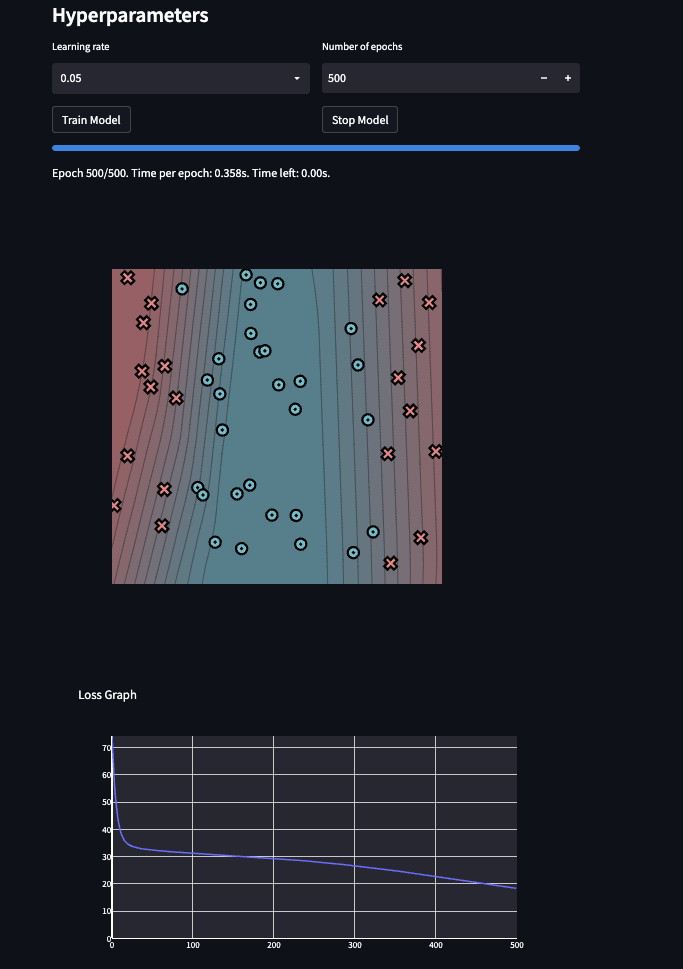 Hyperparameters
Learning rate
Number of epochs
0.05
500
Train Model
Stop Model
Epoch 500/500. Time per epoch: 0.358s. Time left: 0.00s.
Loss Graph
70
60
50
40
30
20
10
0
0 100 200 300 400 500